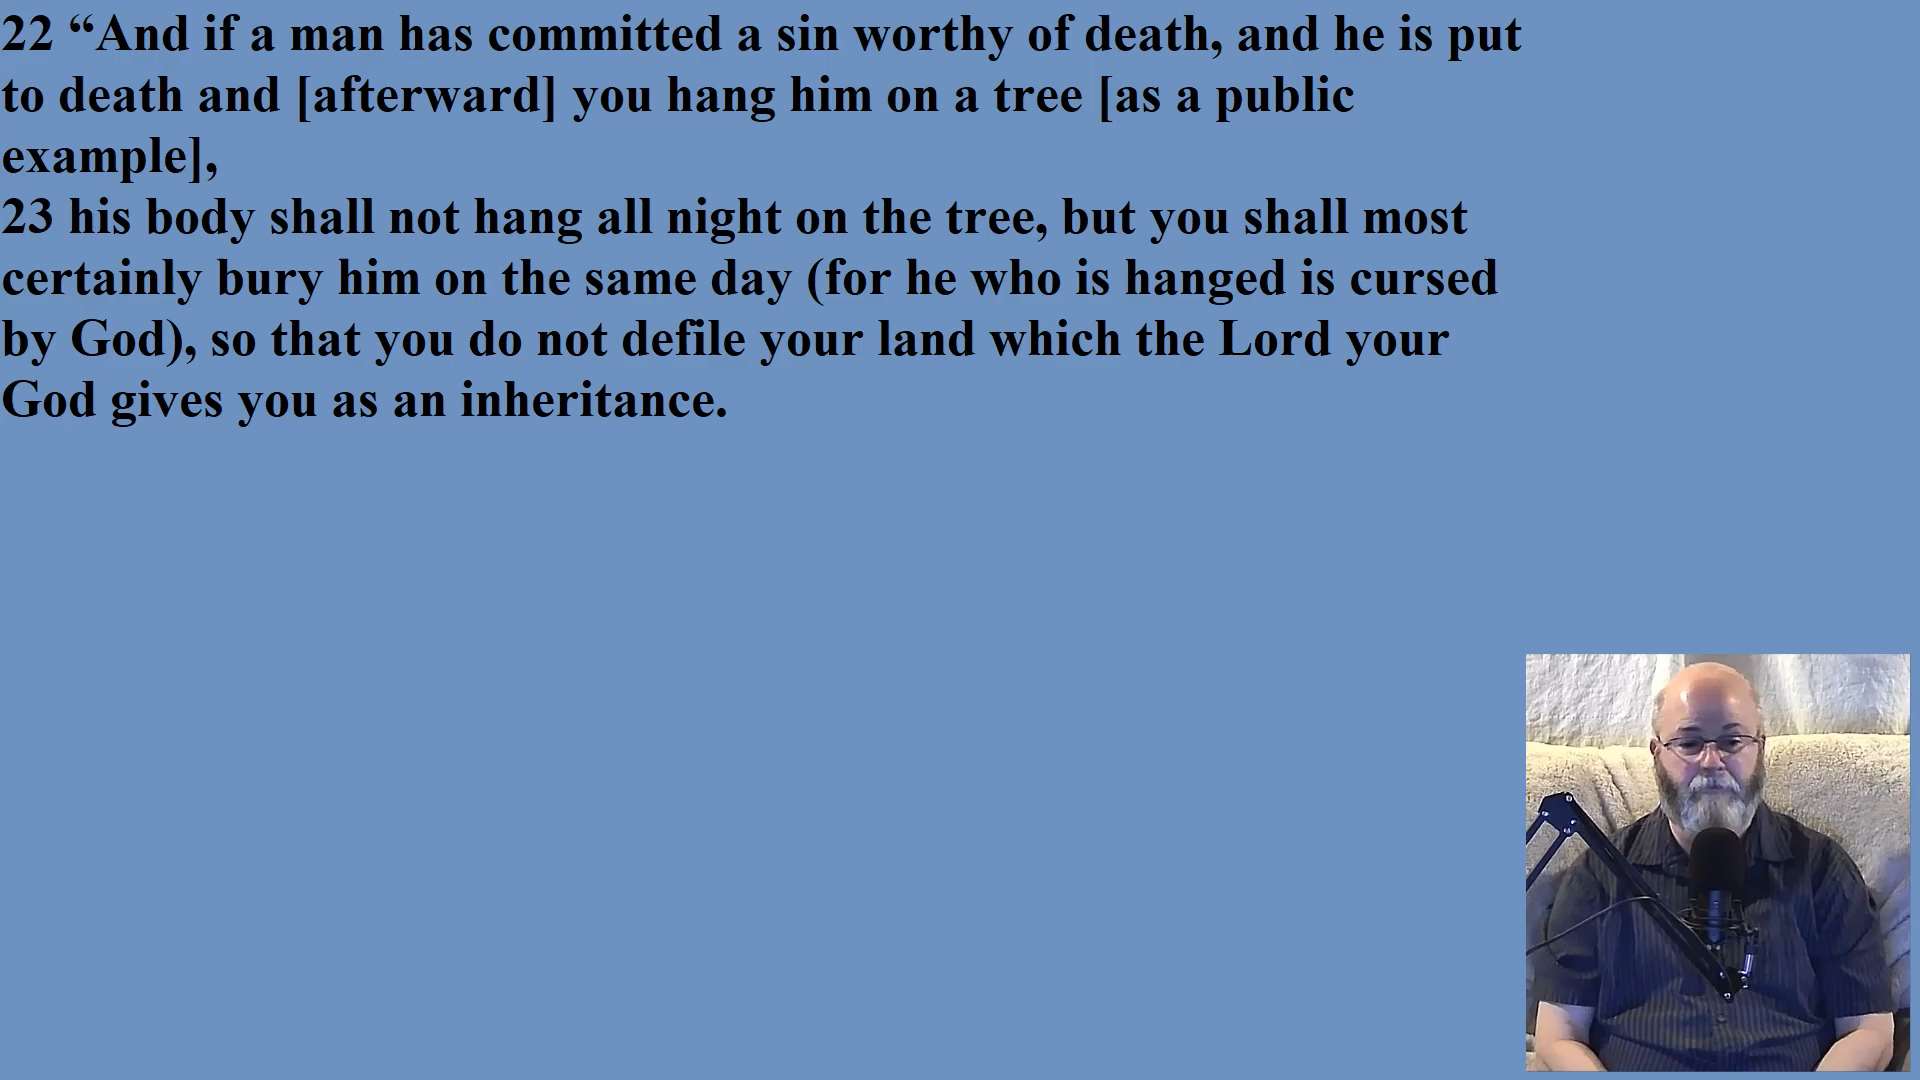 22 “And if a man has committed a sin worthy of death, and he is put
to death and [afterward] you hang him on a tree [as a public
example],
23 his body shall not hang all night on the tree, but you shall most
certainly bury him on the same day (for he who is hanged is cursed
by God), so that you do not defile your land which the Lord your
God gives you as an inheritance.